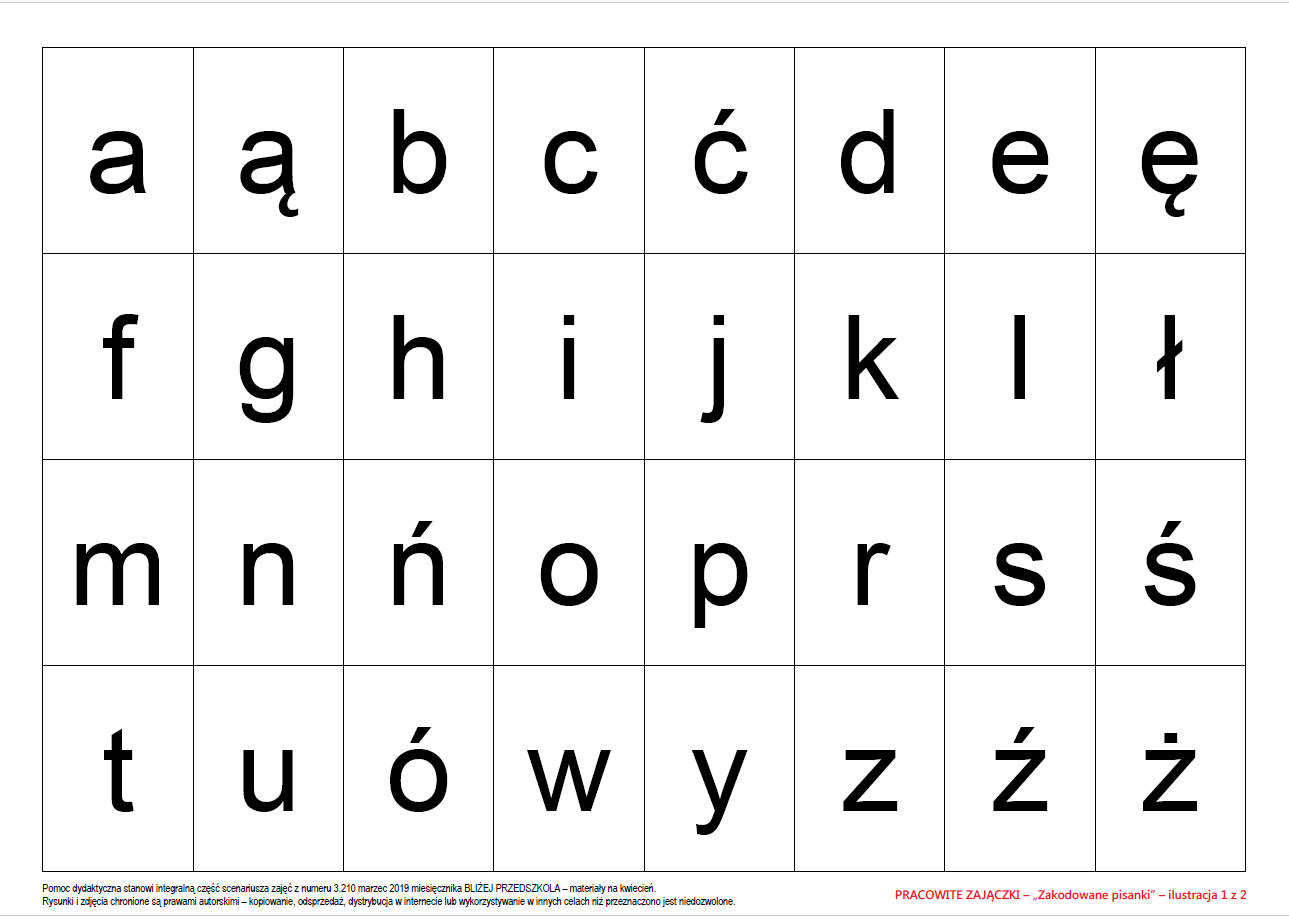 a ą b c ć d e ę
f g h i j k l ł
m n ń o p r s ś
t u ó w y z ź ż
Pomoc dydaktyczna stanowi integralną część scenariusza zajęć z numeru 3.210 marzec 2019 miesięcznika BLIŻEJ PRZEDSZKOLA – materiały na kwiecień.
Rysunki i zdjęcia chronione są prawami autorskimi – kopiowanie, odsprzedaż, dystrybucja w internecie lub wykorzystywanie w innych celach niż przeznaczono jest niedozwolone.
PRACOWITE ZAJĄCZKI – „Zakodowane pisanki” – ilustracja 1 z 2